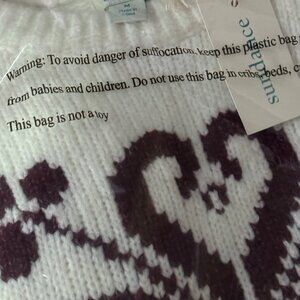 M
Warning: To avoid danger of suffocation, keep this plastic bag
from babies and children. Do not use this bag in cribs, beds,
This bag is not a toy
sundance